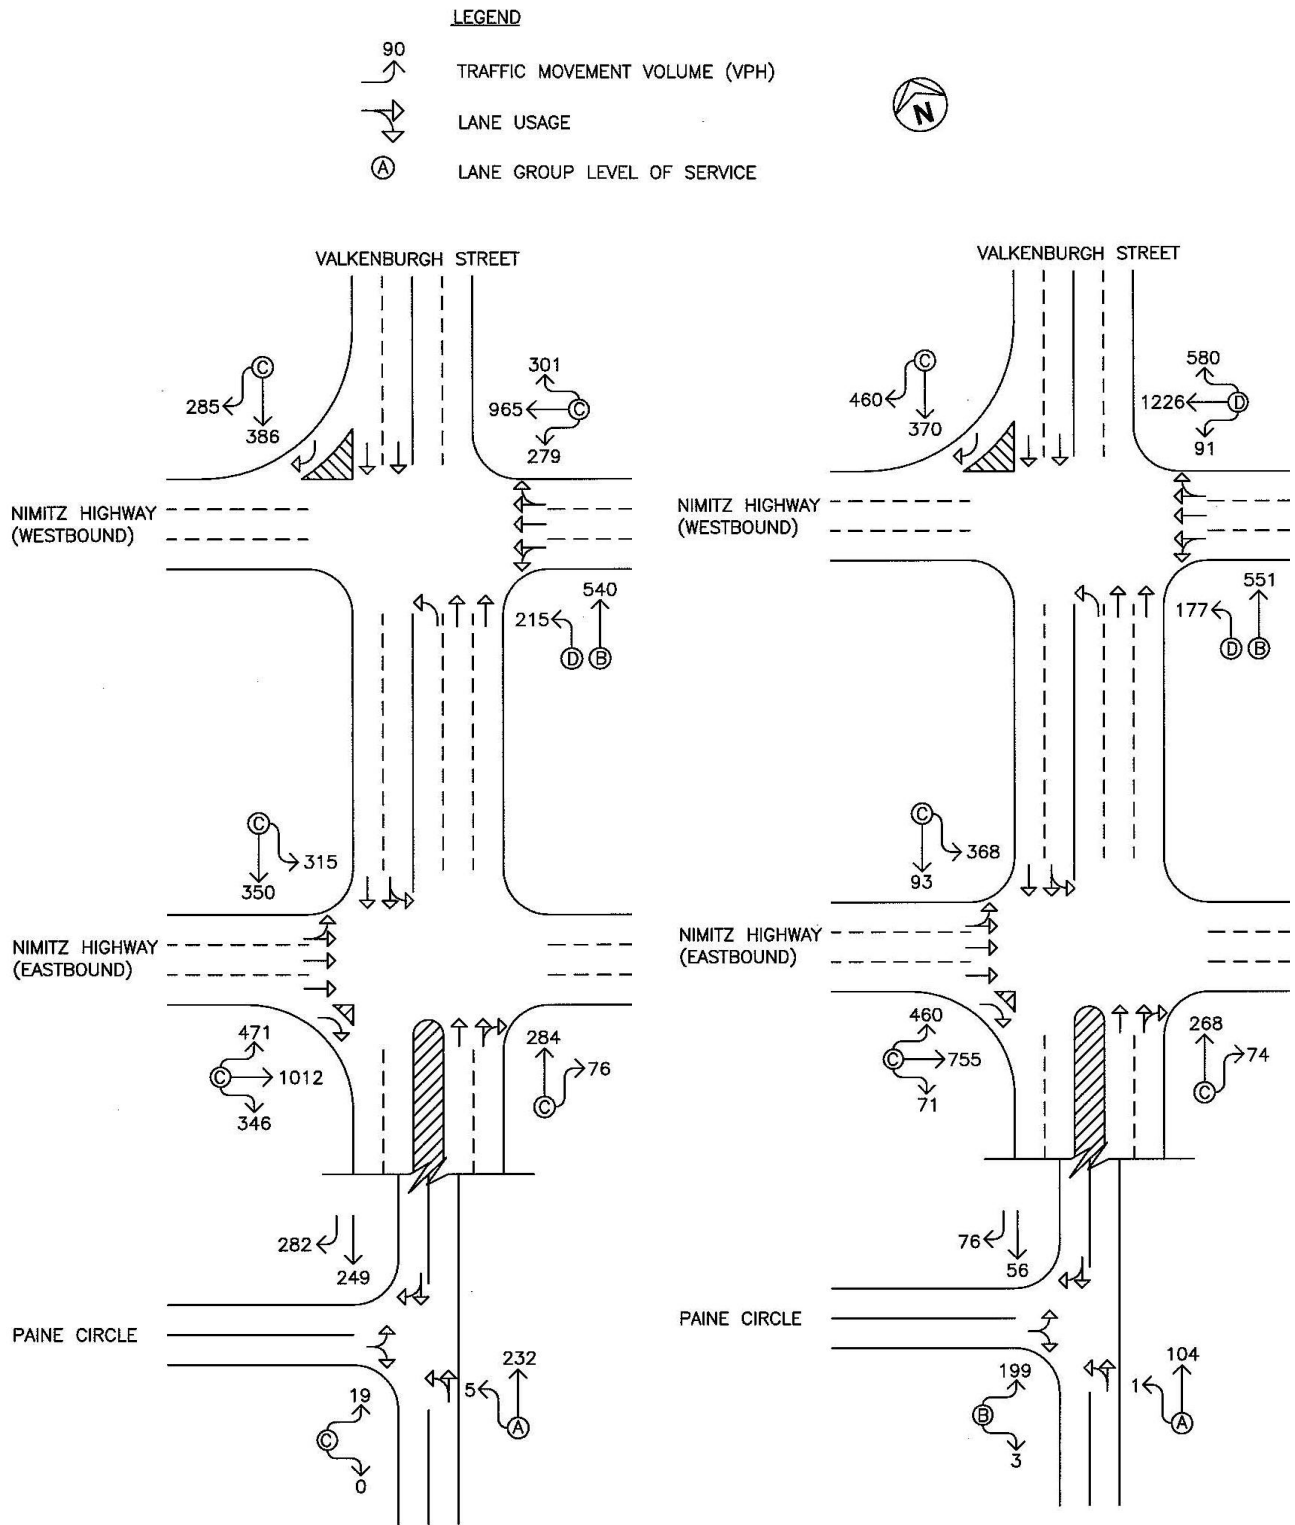 LEGEND
90
TRAFFIC MOVEMENT VOLUME (VPH)
LANE USAGE
A LANE GROUP LEVEL OF SERVICE
N
VALKENBURGH STREET
C
285
386
301
965 C
279
NIMITZ HIGHWAY
(WESTBOUND)
540
215
D B
C
315
350
NIMITZ HIGHWAY
(EASTBOUND)
471
C 1012
346
284
76
C
282
249
PAINE CIRCLE
232
5
A
19
C
0
VALKENBURGH STREET
C
460
370
580
1226 D
91
NIMITZ HIGHWAY
(WESTBOUND)
551
177
D B
C
368
93
NIMITZ HIGHWAY
(EASTBOUND)
460
C 755
71
268
74
C
76
56
PAINE CIRCLE
104
1
A
199
B
3